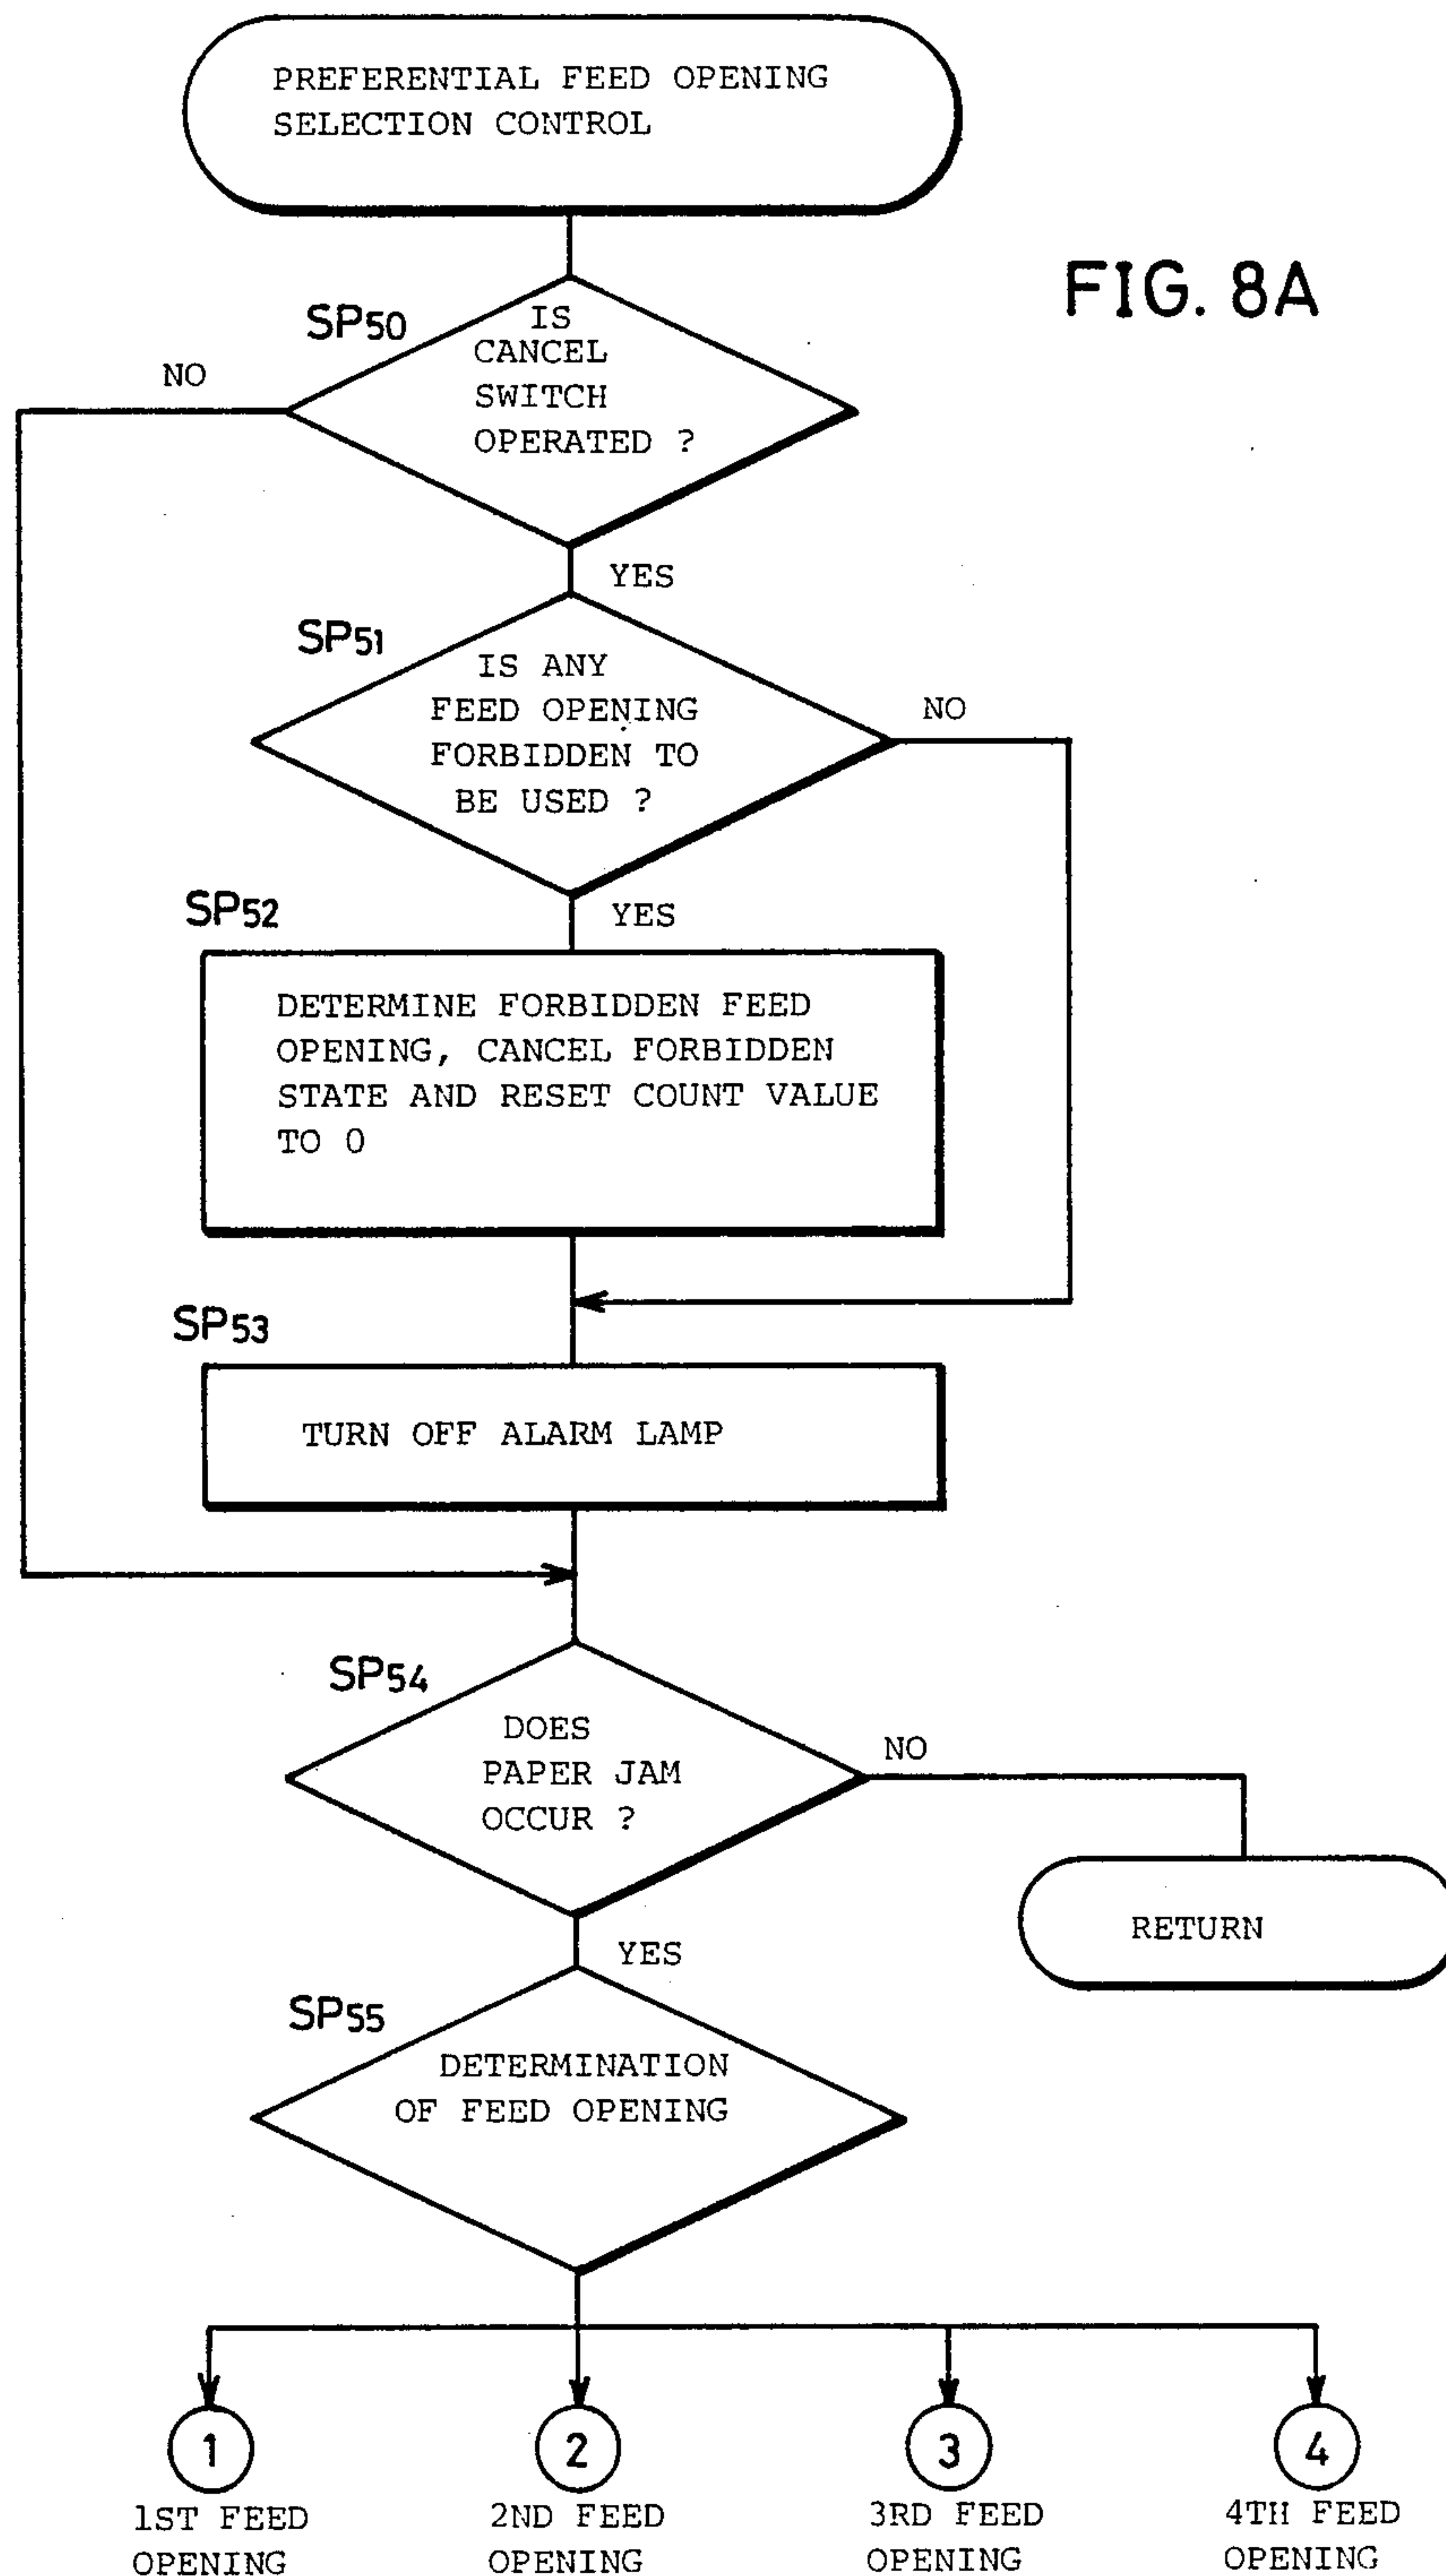 PREFERENTIAL FEED OPENING
SELECTION CONTROL
FIG. 8A
SP50
IS
CANCEL
SWITCH
OPERATED ?
NO
YES
SP51
IS ANY
FEED OPENING
FORBIDDEN TO
BE USED ?
NO
YES
SP52
DETERMINE FORBIDDEN FEED
OPENING, CANCEL FORBIDDEN
STATE AND RESET COUNT VALUE
TO 0
SP53
TURN OFF ALARM LAMP
SP54
DOES
PAPER JAM
OCCUR ?
NO
RETURN
YES
SP55
DETERMINATION
OF FEED OPENING
1
2
3
4
1ST FEED
OPENING
2ND FEED
OPENING
3RD FEED
OPENING
4TH FEED
OPENING